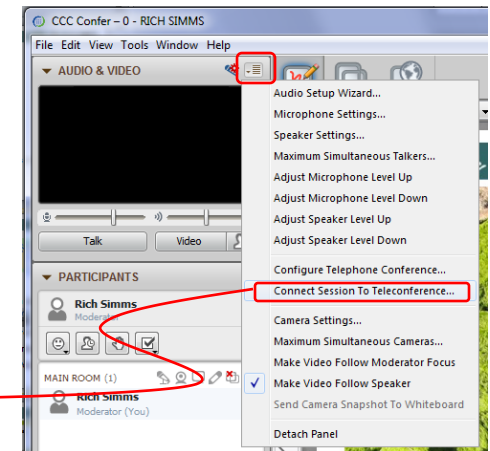 CCC Confer – 0 - RICH SIMMS
File Edit View Tools Window Help
AUDIO & VIDEO
Talk
Video
PARTICIPANTS
Rich Simms
Moderator
MAIN ROOM (1)
Rich Simms
Moderator (You)
Audio Setup Wizard...
Microphone Settings...
Speaker Settings...
Maximum Simultaneous Talkers...
Adjust Microphone Level Up
Adjust Microphone Level Down
Adjust Speaker Level Up
Adjust Speaker Level Down
Configure Telephone Conference...
Connect Session To Teleconference...
Camera Settings...
Maximum Simultaneous Cameras...
Make Video Follow Moderator Focus
Make Video Follow Speaker
Send Camera Snapshot To Whiteboard
Detach Panel